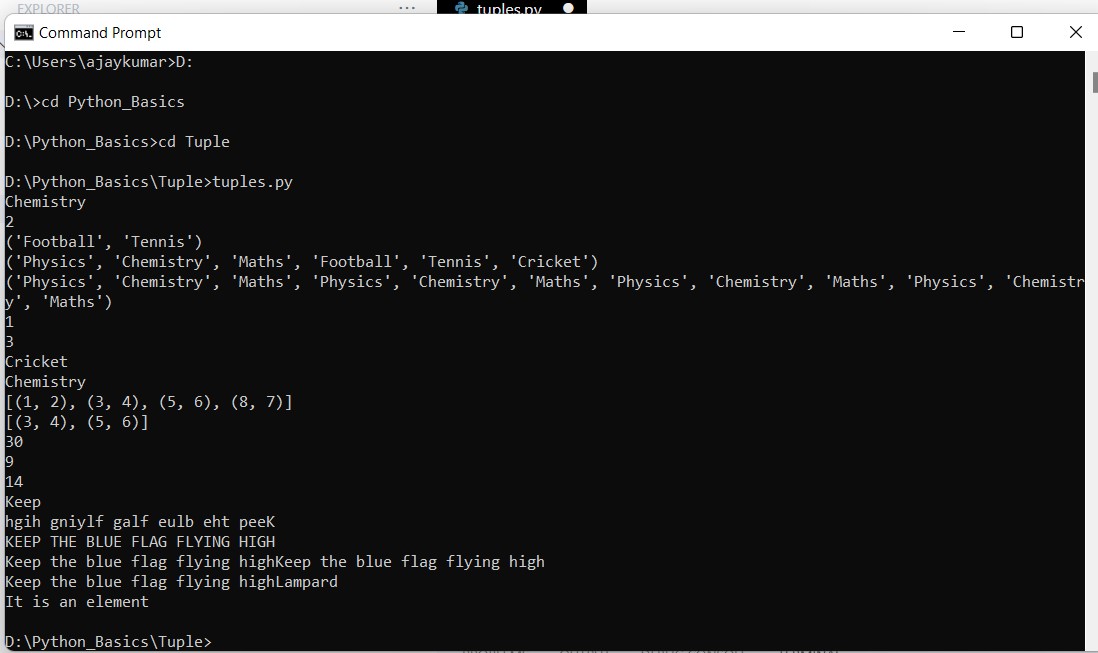 EXPLORER
... tuples.py
Command Prompt
C:\Users\ajaykumar>D:
D:\>cd Python_Basics
D:\Python_Basics>cd Tuple
D:\Python_Basics\Tuple>tuples.py
Chemistry
2
('Football', 'Tennis')
('Physics', 'Chemistry', 'Maths', 'Football', 'Tennis', 'Cricket')
('Physics', 'Chemistry', 'Maths', 'Physics', 'Chemistry', 'Maths', 'Physics', 'Chemistry', 'Maths', 'Physics', 'Chemistr
y', 'Maths')
1
3
Cricket
Chemistry
[(1, 2), (3, 4), (5, 6), (8, 7)]
[(3, 4), (5, 6)]
30
9
14
Keep
hgih gniylf galf eulb eht peeK
KEEP THE BLUE FLAG FLYING HIGH
Keep the blue flag flying highKeep the blue flag flying high
Keep the blue flag flying highLampard
It is an element
D:\Python_Basics\Tuple>